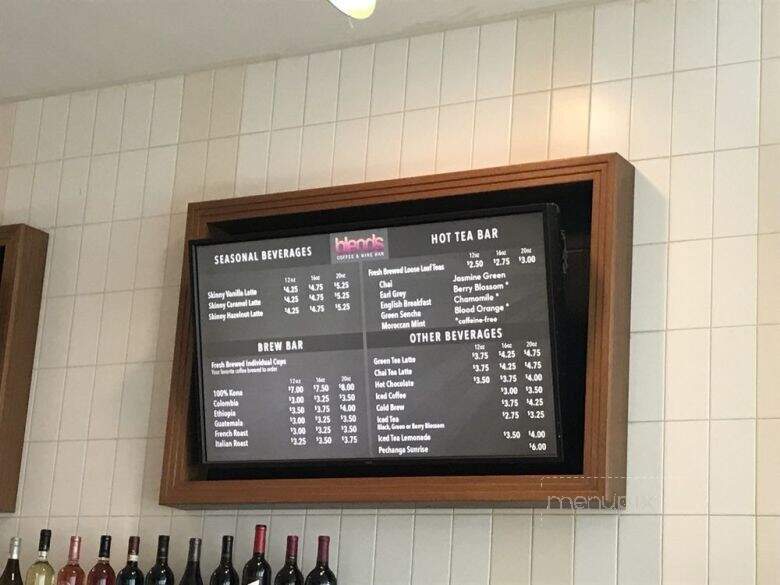 blends
COFFEE & WINE BAR
SEASONAL BEVERAGES
12oz 16oz 20oz
Skinny Vanilla Latte $4.25 $4.75 $5.25
Skinny Caramel Latte $4.25 $4.75 $5.25
Skinny Hazelnut Latte $4.25 $4.75 $5.25
BREW BAR
Fresh Brewed Individual Cups
Your favorite coffee brewed to order
12oz 16oz 20oz
100% Kona $7.00 $7.50 $8.00
Colombia $3.00 $3.25 $3.50
Ethiopia $3.50 $3.75 $4.00
Guatemala $3.00 $3.25 $3.50
French Roast $3.00 $3.25 $3.50
Italian Roast $3.25 $3.50 $3.75
HOT TEA BAR
12oz 16oz 20oz
Fresh Brewed Loose Leaf Teas $2.50 $2.75 $3.00
Chai Jasmine Green
Earl Grey Berry Blossom *
English Breakfast Chamomile *
Green Sencha Blood Orange *
Moroccan Mint *caffeine-free
OTHER BEVERAGES
12oz 16oz 20oz
Green Tea Latte $3.75 $4.25 $4.75
Chai Tea Latte $3.75 $4.25 $4.75
Hot Chocolate $3.50 $3.75 $4.00
Iced Coffee $3.00 $3.50
Cold Brew $3.75 $4.25
Iced Tea $2.75 $3.25
Black, Green or Berry Blossom
Iced Tea Lemonade $3.50 $4.00
Pechanga Sunrise $6.00
menupix